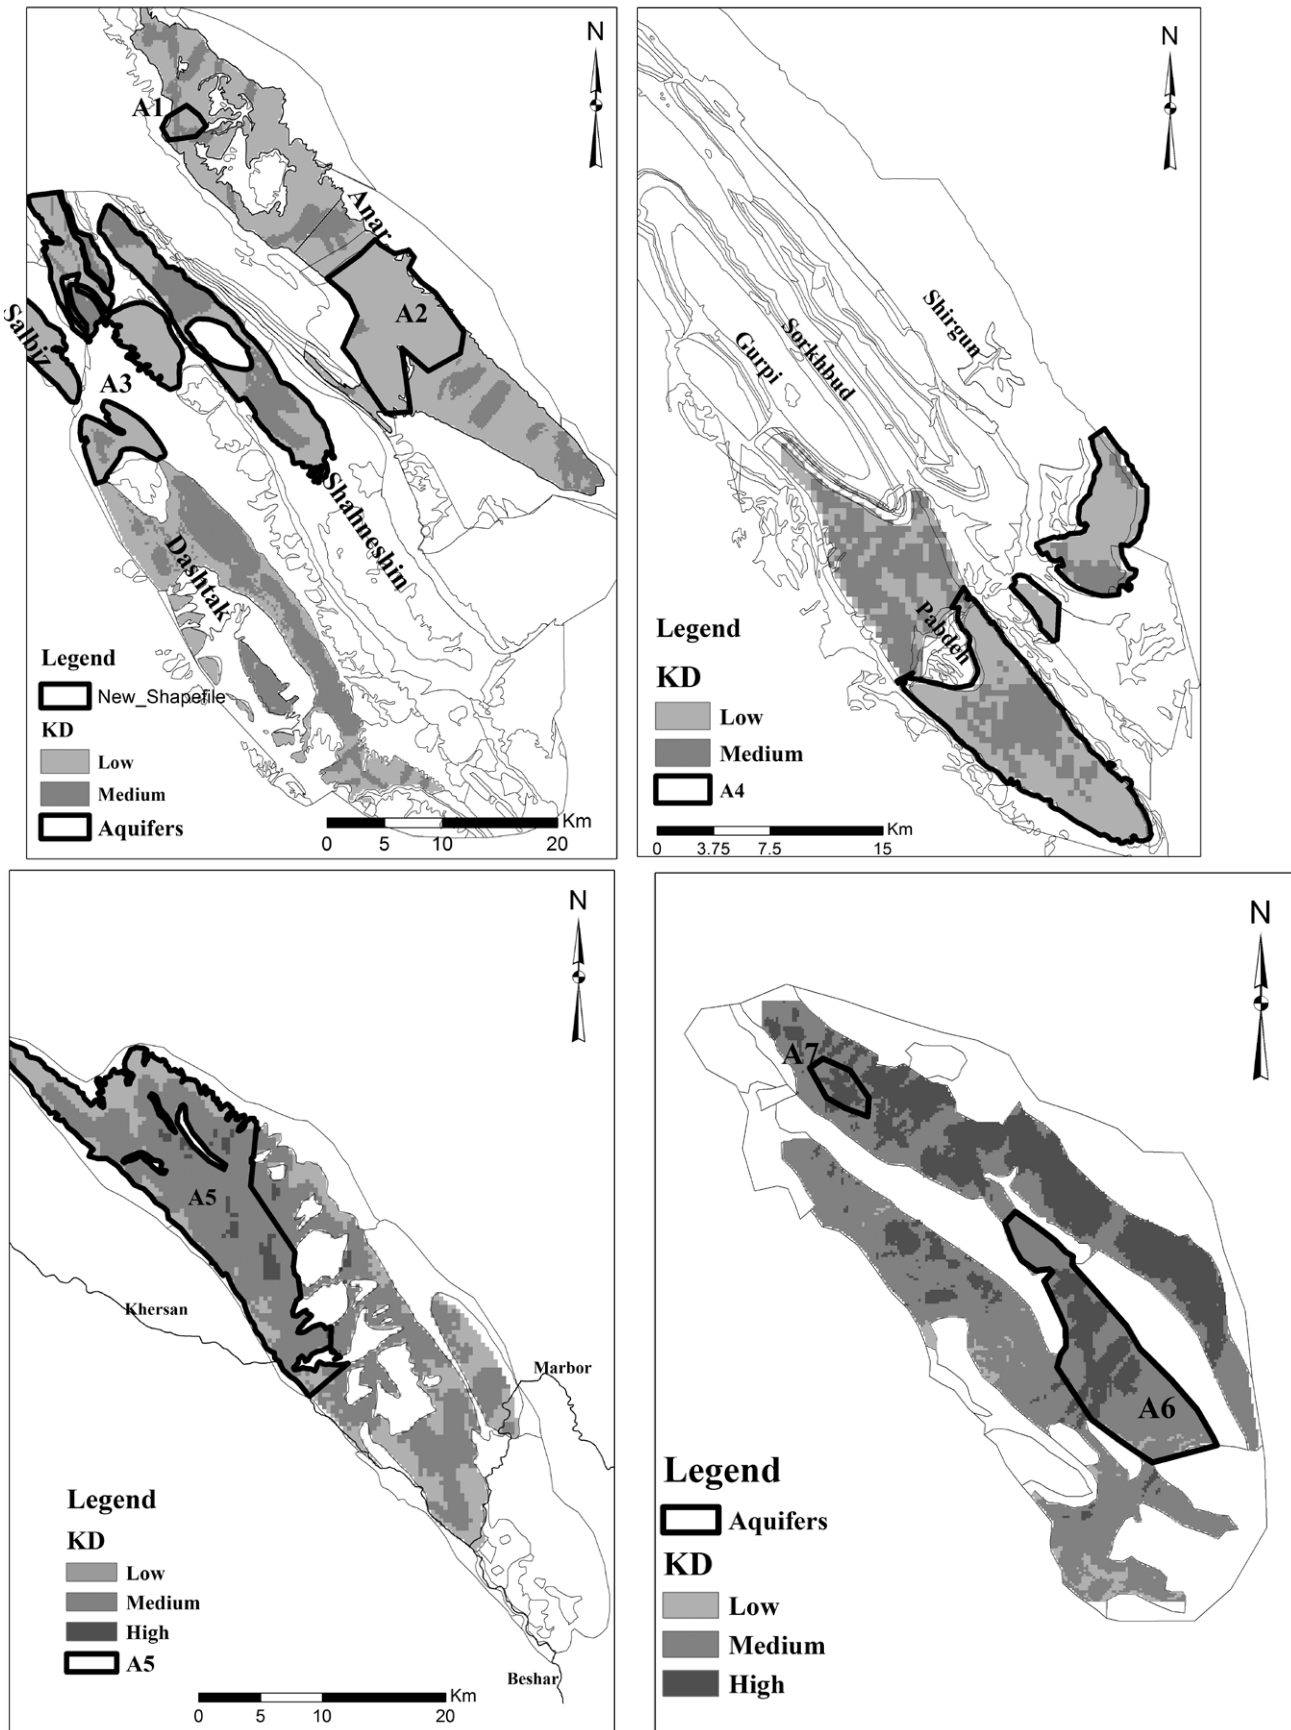 N
A1
Anar
A2
Salbiz
A3
Shahneshin
Dashtak
Legend
New_Shapefile
KD
Low
Medium
Aquifers
Km
0 5 10 20
N
Shirgun
Sorkhbud
Gurpi
Pabdeh
Legend
KD
Low
Medium
A4
Km
0 3.75 7.5 15
N
A5
Khersan
Marbor
Legend
KD
Low
Medium
High
A5
Beshar
Km
0 5 10 20
N
A7
A6
Legend
Aquifers
KD
Low
Medium
High